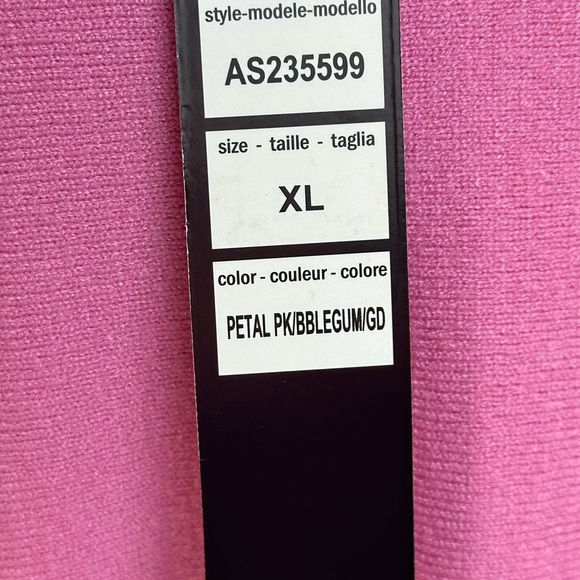 style-modele-modello
AS235599
size - taille - taglia
XL
color - couleur - colore
PETAL PK/BBLEGUM/GD